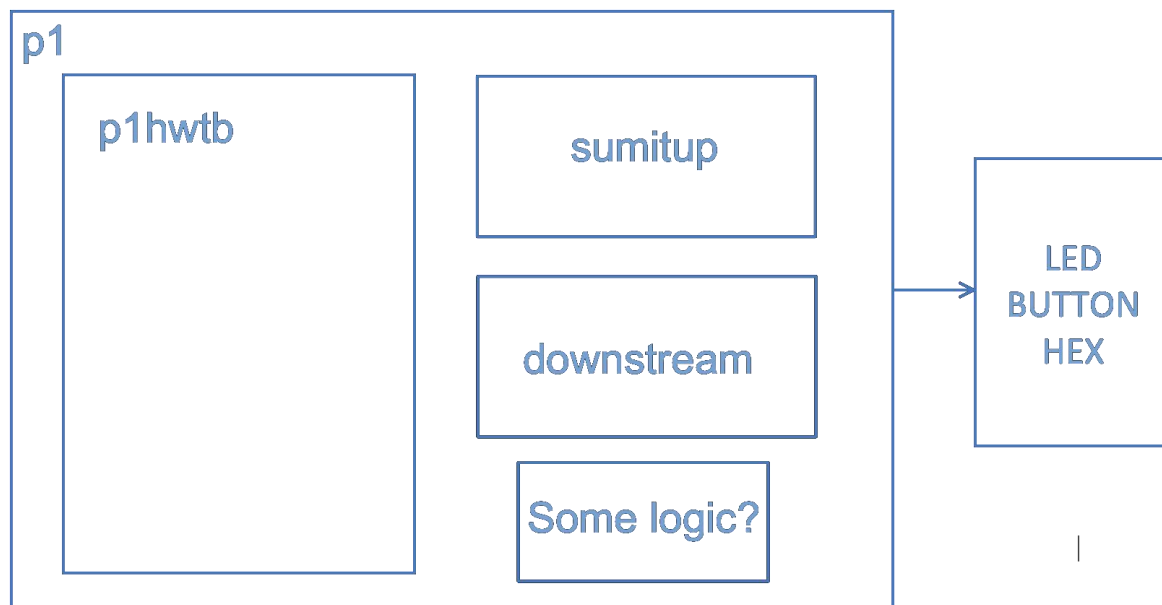 p1
p1hwtb
sumitup
downstream
Some logic?
LED
BUTTON
HEX